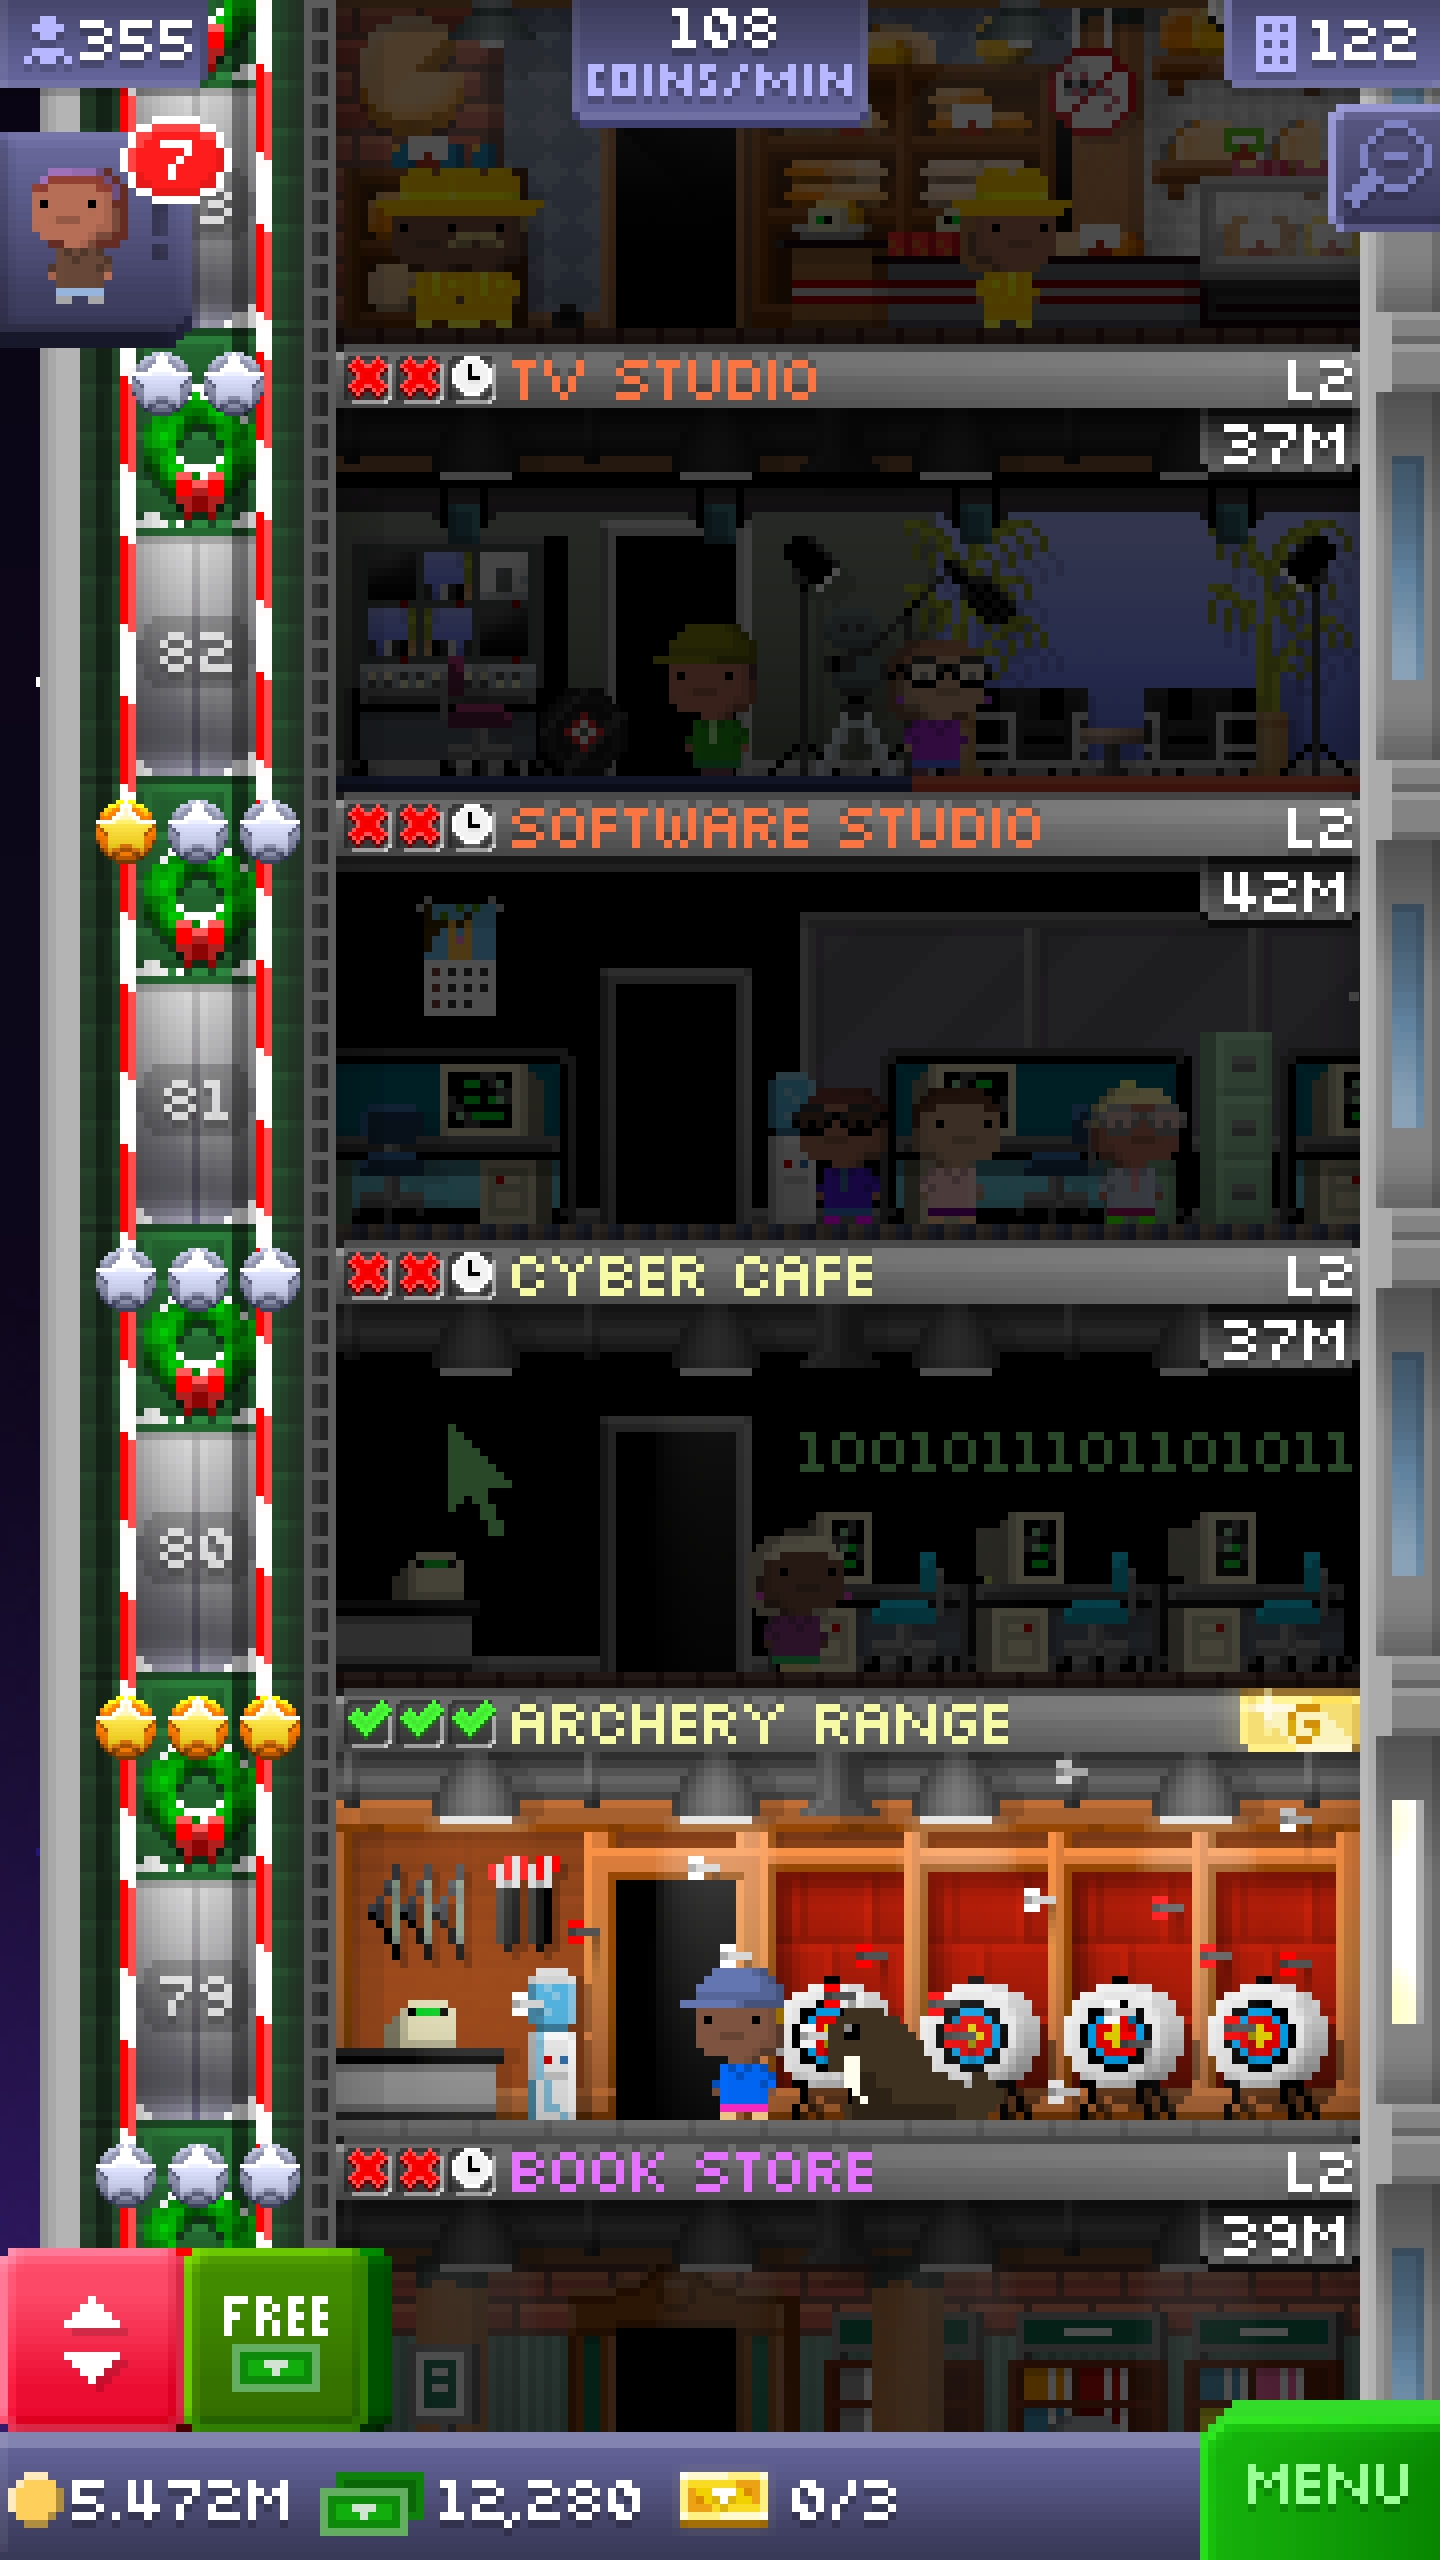 355
108
COINS/MIN
122
7
TV STUDIO L2
37M
82
SOFTWARE STUDIO L2
42M
81
CYBER CAFE L2
37M
1001011101101011
80
ARCHERY RANGE G
79
BOOK STORE L2
39M
FREE
5.472M 12,280 0/3
MENU